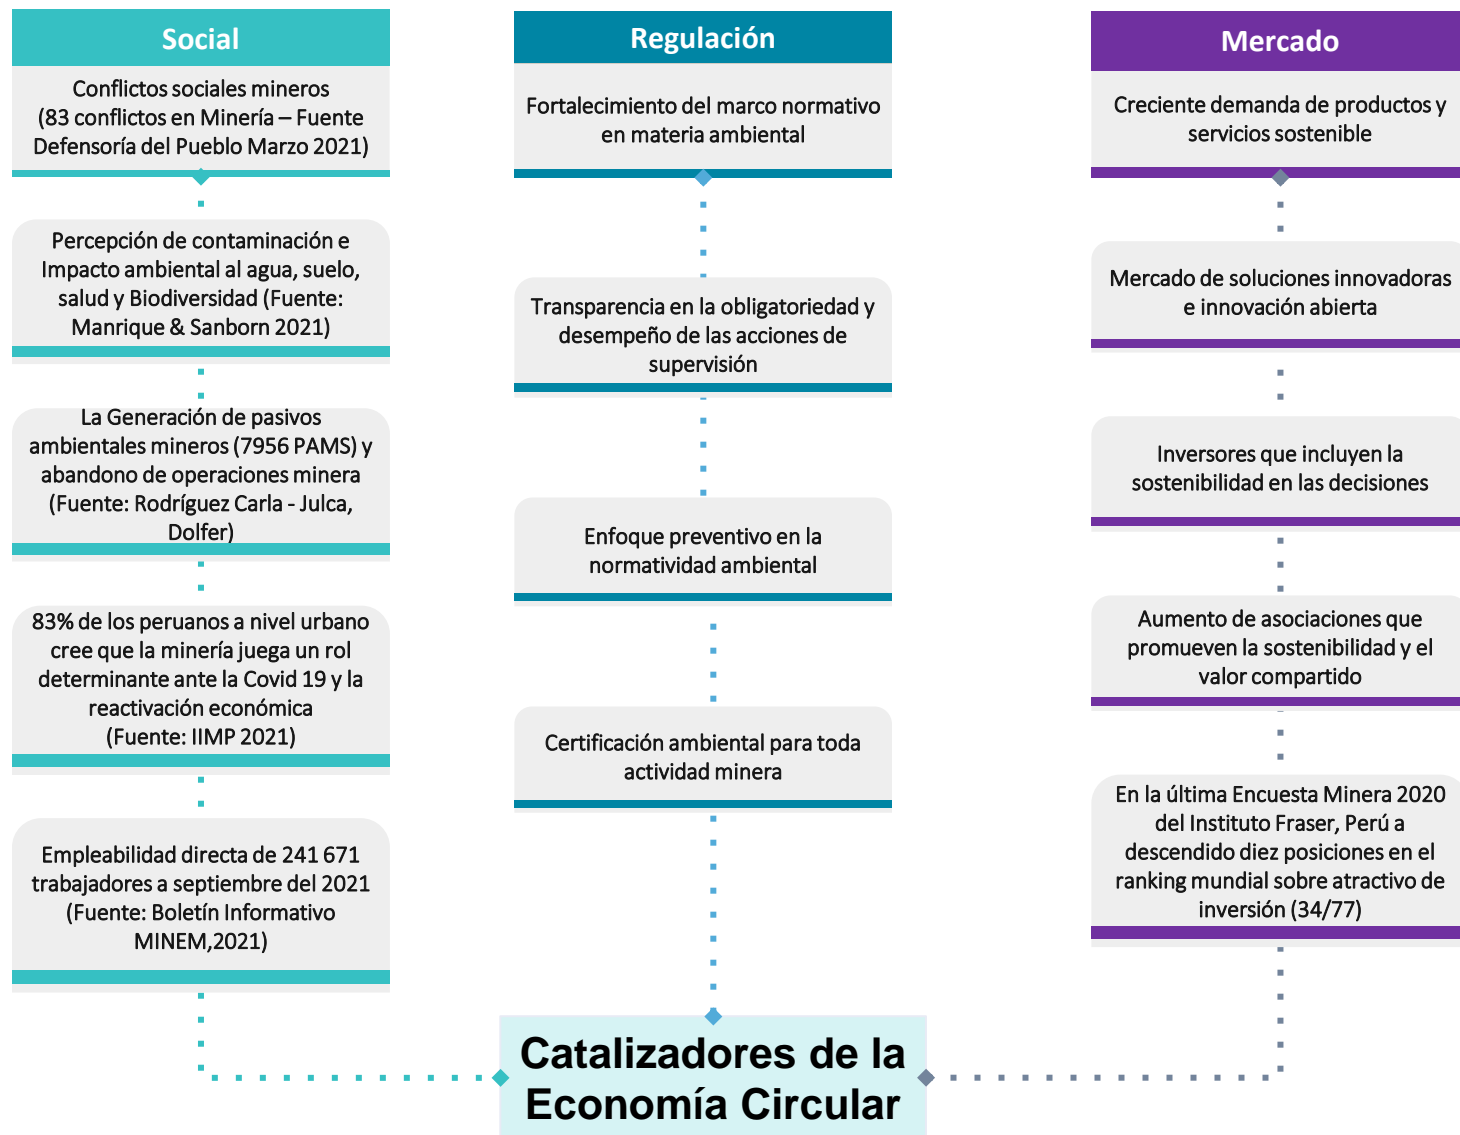 Social
Conflictos sociales mineros
(83 conflictos en Minería – Fuente
Defensoría del Pueblo Marzo 2021)
Percepción de contaminación e
Impacto ambiental al agua, suelo,
salud y Biodiversidad (Fuente:
Manrique & Sanborn 2021)
La Generación de pasivos
ambientales mineros (7956 PAMS) y
abandono de operaciones minera
(Fuente: Rodríguez Carla - Julca,
Dolfer)
83% de los peruanos a nivel urbano
cree que la minería juega un rol
determinante ante la Covid 19 y la
reactivación económica
(Fuente: IIMP 2021)
Empleabilidad directa de 241 671
trabajadores a septiembre del 2021
(Fuente: Boletín Informativo
MINEM,2021)
Regulación
Fortalecimiento del marco normativo
en materia ambiental
Transparencia en la obligatoriedad y
desempeño de las acciones de
supervisión
Enfoque preventivo en la
normatividad ambiental
Certificación ambiental para toda
actividad minera
Mercado
Creciente demanda de productos y
servicios sostenible
Mercado de soluciones innovadoras
e innovación abierta
Inversores que incluyen la
sostenibilidad en las decisiones
Aumento de asociaciones que
promueven la sostenibilidad y el
valor compartido
En la última Encuesta Minera 2020
del Instituto Fraser, Perú a
descendido diez posiciones en el
ranking mundial sobre atractivo de
inversión (34/77)
Catalizadores de la
Economía Circular